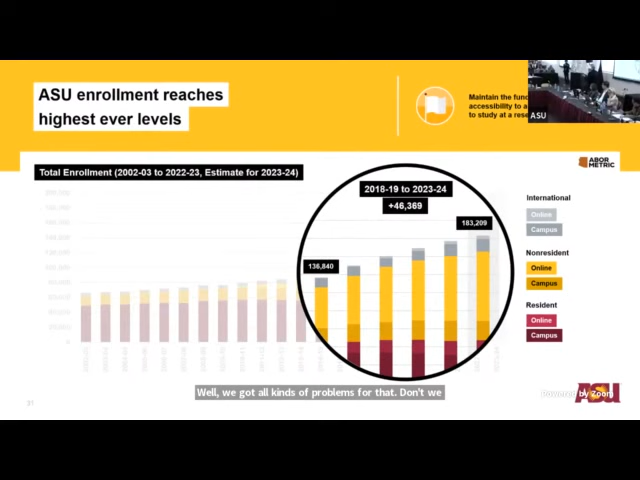 ASU enrollment reaches
highest ever levels
Maintain the
accessibility to
to study at a
ASU
ABOR
METRIC
Total Enrollment (2002-03 to 2022-23, Estimate for 2023-24)
2018-19 to 2023-24
+46,369
183,209
136,840
International
Online
Campus
Nonresident
Online
Campus
Resident
Online
Campus
Well, we got all kinds of problems for that. Don't we
Powered by Zoom
ASU
31